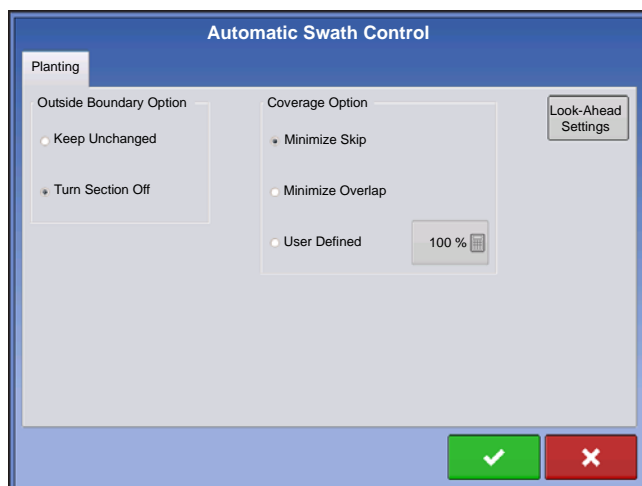 Automatic Swath Control
Planting
Outside Boundary Option
Keep Unchanged
Turn Section Off
Coverage Option
Minimize Skip
Minimize Overlap
User Defined
100 %
Look-Ahead
Settings